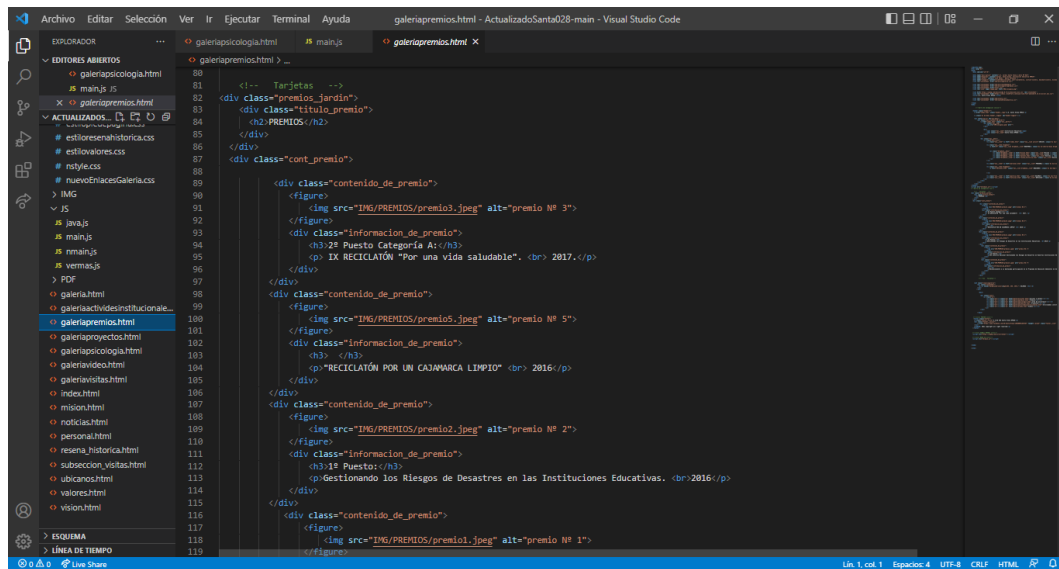 Archivo Editar Selección Ver Ir Ejecutar Terminal Ayuda
galeriapremios.html - ActualizadoSanta028-main - Visual Studio Code
EXPLORADOR
EDITORES ABIERTOS
galeriapsicologia.html
JS main.js JS
galeriapremios.html
ACTUALIZADOS...
# estiloresenahistorica.css
# estilovalores.css
# nstyle.css
# nuevoEnlacesGaleria.css
IMG
JS
JS java.js
JS main.js
JS nmain.js
JS vermas.js
PDF
galeria.html
galeriaactividesinstitucionale...
galeriapremios.html
galeriaproyectos.html
galeriapsicologia.html
galeriavideo.html
galeriavisitas.html
index.html
mision.html
noticias.html
personal.html
resena_historica.html
subseccion_visitas.html
ubicanos.html
valores.html
vision.html
ESQUEMA
LÍNEA DE TIEMPO
galeriapsicologia.html JS main.js galeriapremios.html
galeriapremios.html > ...
80
81 <!-- Tarjetas -->
82 <div class="premios_jardin">
83 <div class="titulo_premio">
84 <h2>PREMIOS</h2>
85 </div>
86 </div>
87 <div class="cont_premio">
88
89 <div class="contenido_de_premio">
90 <figure>
91 <img src="IMG/PREMIOS/premio3.jpeg" alt="premio Nº 3">
92 </figure>
93 <div class="informacion_de_premio">
94 <h3>2º Puesto Categoría A:</h3>
95 <p> IX RECICLATÓN "Por una vida saludable". <br> 2017.</p>
96 </div>
97 </div>
98 <div class="contenido_de_premio">
99 <figure>
100 <img src="IMG/PREMIOS/premio5.jpeg" alt="premio Nº 5">
101 </figure>
102 <div class="informacion_de_premio">
103 <h3> </h3>
104 <p>"RECICLATÓN POR UN CAJAMARCA LIMPIO" <br> 2016</p>
105 </div>
106 </div>
107 <div class="contenido_de_premio">
108 <figure>
109 <img src="IMG/PREMIOS/premio2.jpeg" alt="premio Nº 2">
110 </figure>
111 <div class="informacion_de_premio">
112 <h3>1º Puesto:</h3>
113 <p>Gestionando los Riesgos de Desastres en las Instituciones Educativas. <br>2016</p>
114 </div>
115 </div>
116 <div class="contenido_de_premio">
117 <figure>
118 <img src="IMG/PREMIOS/premio1.jpeg" alt="premio Nº 1">
119 </figure>
0 0 Live Share
Lín. 1, col. 1 Espacios: 4 UTF-8 CRLF HTML